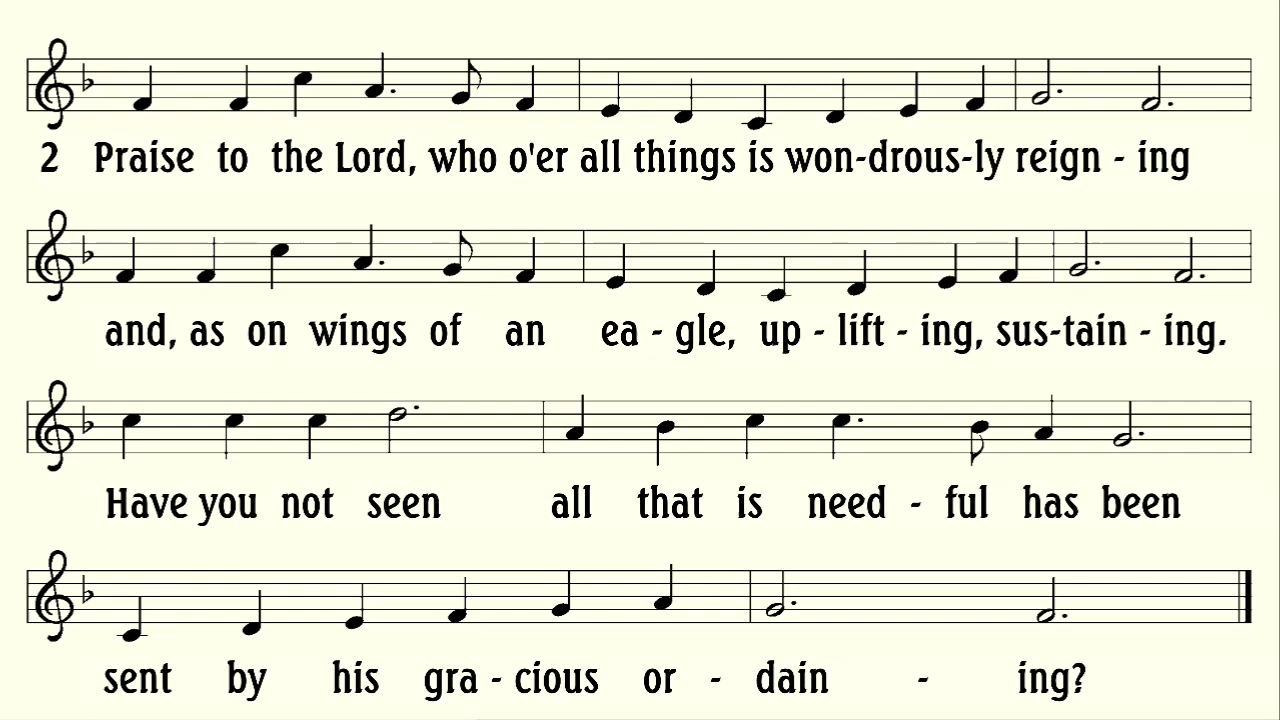 2 Praise to the Lord, who o'er all things is won-drous-ly reign - ing
and, as on wings of an ea - gle, up - lift - ing, sus-tain - ing.
Have you not seen all that is need - ful has been
sent by his gra - cious or - dain - ing?